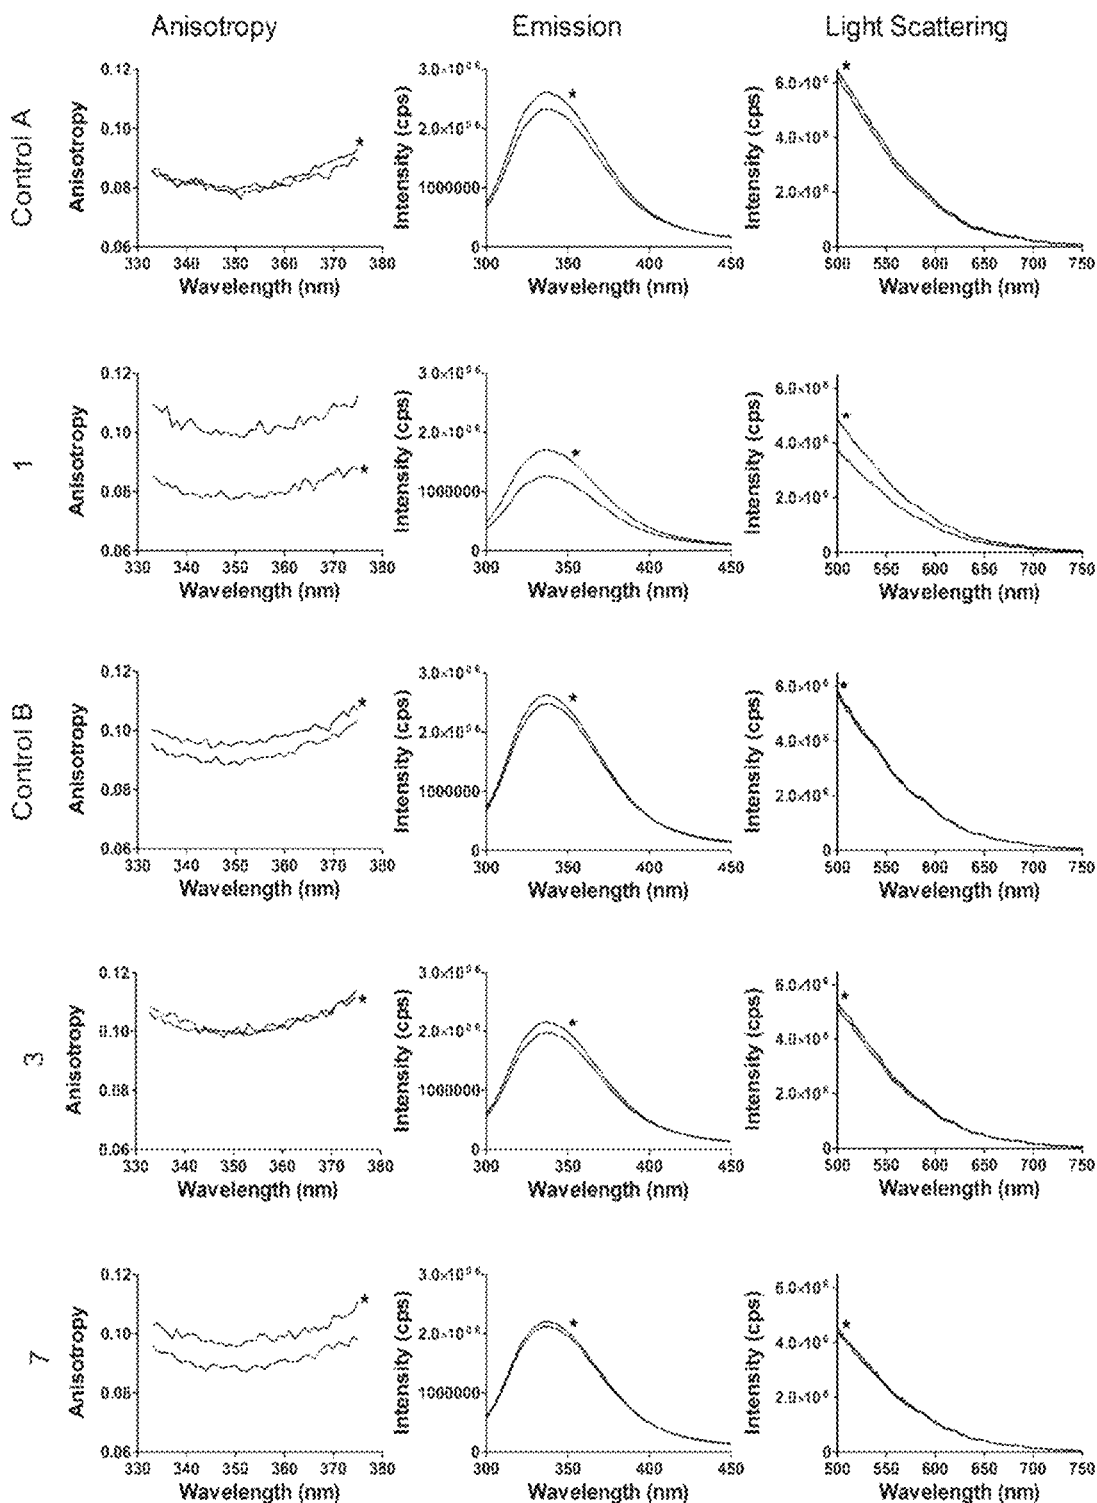 Anisotropy Emission Light Scattering
Control A
Anisotropy
0.12
0.10
0.08
0.06
330 340 350 360 370 380
Wavelength (nm)
Intensity (cps)
2.0×10⁰⁶
1000000
0
300 350 400 450
Wavelength (nm)
Intensity (cps)
0
500 550 600 650 700 750
Wavelength (nm)
1
Anisotropy
0.12
0.10
0.08
0.06
330 340 350 360 370 380
Wavelength (nm)
Intensity (cps)
1000000
0
300 350 400 450
Wavelength (nm)
Intensity (cps)
0
500 550 600 650 700 750
Wavelength (nm)
Control B
Anisotropy
0.12
0.10
0.08
0.06
330 340 350 360 370 380
Wavelength (nm)
Intensity (cps)
1000000
0
300 350 400 450
Wavelength (nm)
Intensity (cps)
0
500 550 600 650 700 750
Wavelength (nm)
3
Anisotropy
0.12
0.10
0.08
0.06
330 340 350 360 370 380
Wavelength (nm)
Intensity (cps)
1000000
0
300 350 400 450
Wavelength (nm)
Intensity (cps)
0
500 550 600 650 700 750
Wavelength (nm)
7
Anisotropy
0.12
0.10
0.08
0.06
330 340 350 360 370 380
Wavelength (nm)
Intensity (cps)
1000000
0
300 350 400 450
Wavelength (nm)
Intensity (cps)
0
500 550 600 650 700 750
Wavelength (nm)